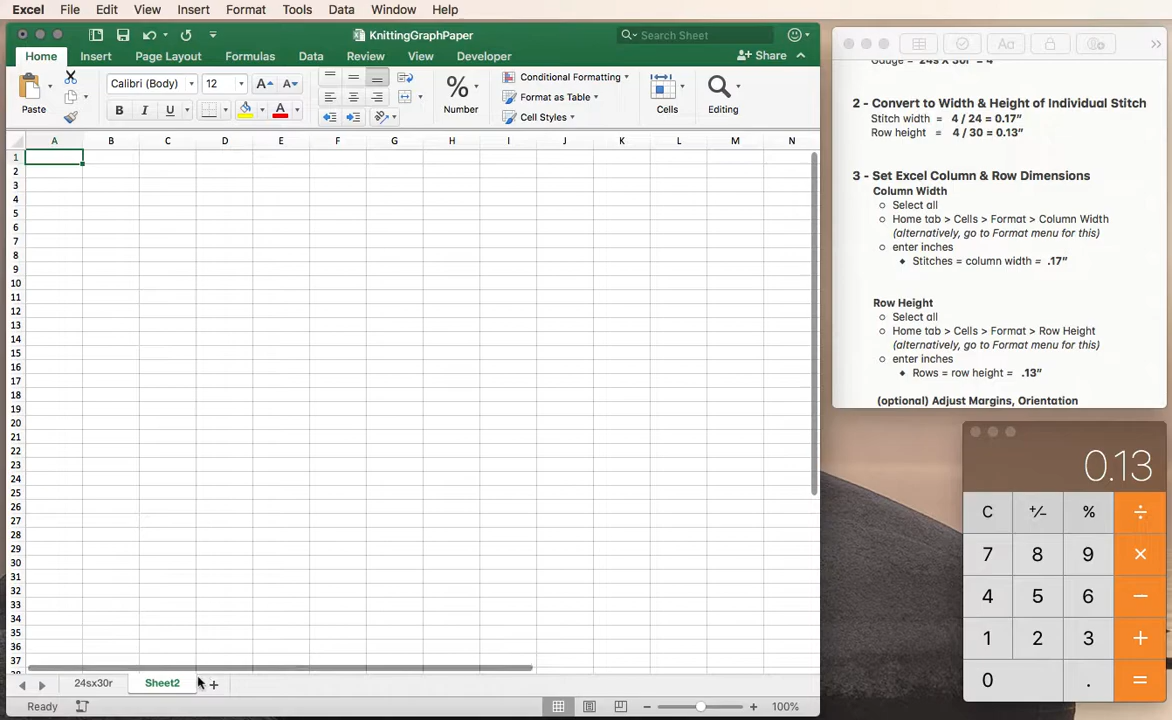 Excel File Edit View Insert Format Tools Data Window Help
KnittingGraphPaper
Search Sheet
Home Insert Page Layout Formulas Data Review View Developer
Share
Paste
Calibri (Body) 12
A A
B I U A
% Number
Conditional Formatting
Format as Table
Cell Styles
Cells
Editing
A B C D E F G H I J K L M N
1
2
3
4
5
6
7
8
9
10
11
12
13
14
15
16
17
18
19
20
21
22
23
24
25
26
27
28
29
30
31
32
33
34
35
36
37
24sx30r Sheet2 +
Ready
100%
Aa
Gauge = 24s x 30r = 4"
2 - Convert to Width & Height of Individual Stitch
Stitch width = 4 / 24 = 0.17"
Row height = 4 / 30 = 0.13"
3 - Set Excel Column & Row Dimensions
Column Width
Select all
Home tab > Cells > Format > Column Width
(alternatively, go to Format menu for this)
enter inches
Stitches = column width = .17"
Row Height
Select all
Home tab > Cells > Format > Row Height
(alternatively, go to Format menu for this)
enter inches
Rows = row height = .13"
(optional) Adjust Margins, Orientation
0.13
C +/- % ÷
7 8 9 ×
4 5 6 −
1 2 3 +
0 . =